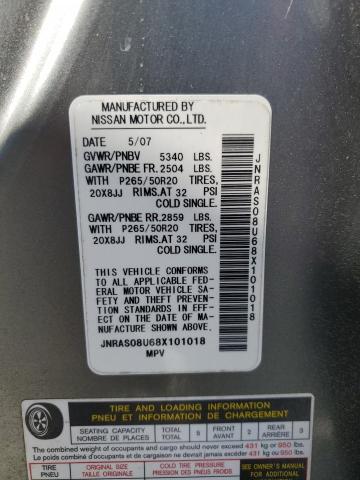 MANUFACTURED BY
NISSAN MOTOR CO., LTD.
DATE 5/07
GVWR/PNBV 5340 LBS.
GAWR/PNBE FR. 2504 LBS.
WITH P265/50R20 TIRES,
20X8JJ RIMS. AT 32 PSI
COLD SINGLE.
GAWR/PNBE RR. 2859 LBS.
WITH P265/50R20 TIRES,
20X8JJ RIMS. AT 32 PSI
COLD SINGLE.
THIS VEHICLE CONFORMS TO
ALL APPLICABLE U.S. FED-
ERAL MOTOR VEHICLE SA-
FETY AND THEFT PREVEN-
TION STANDARDS IN EFF-
ECT ON THE DATE OF
MANUFACTURE SHOWN ABOVE.
JNRAS08U68X101018
MPV
JNRAS08U68X101018
TIRE AND LOADING INFORMATION
PNEU ET INFORMATION DE CHARGEMENT
SEATING CAPACITY
NOMBRE DE PLACES
TOTAL 5
FRONT
AVANT 2
REAR
ARRIÈRE 3
The combined weight of occupants and cargo should never exceed 431 kg or 950 lbs.
Le poids combiné des occupants et de cargaison ne devrait jamais excéder 431 kg ou 950 lbs.
TIRE
PNEU
ORIGINAL SIZE
TAILLE ORIGINALE
COLD TIRE PRESSURE
PRESSION DES PNEUS FROIDS
SEE OWNER'S MANUAL
FOR ADDITIONAL